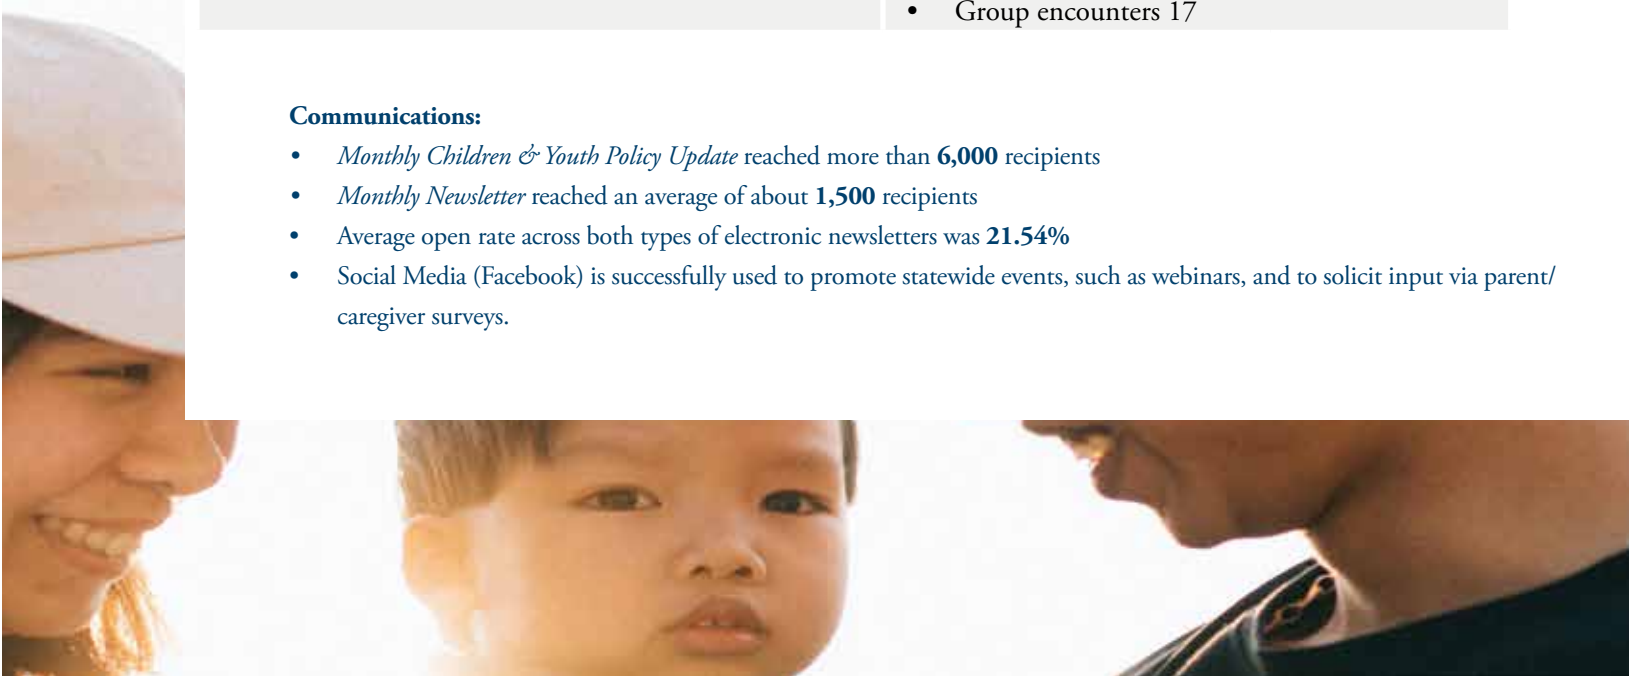 • Group encounters 17
Communications:
• Monthly Children & Youth Policy Update reached more than 6,000 recipients
• Monthly Newsletter reached an average of about 1,500 recipients
• Average open rate across both types of electronic newsletters was 21.54%
• Social Media (Facebook) is successfully used to promote statewide events, such as webinars, and to solicit input via parent/
caregiver surveys.